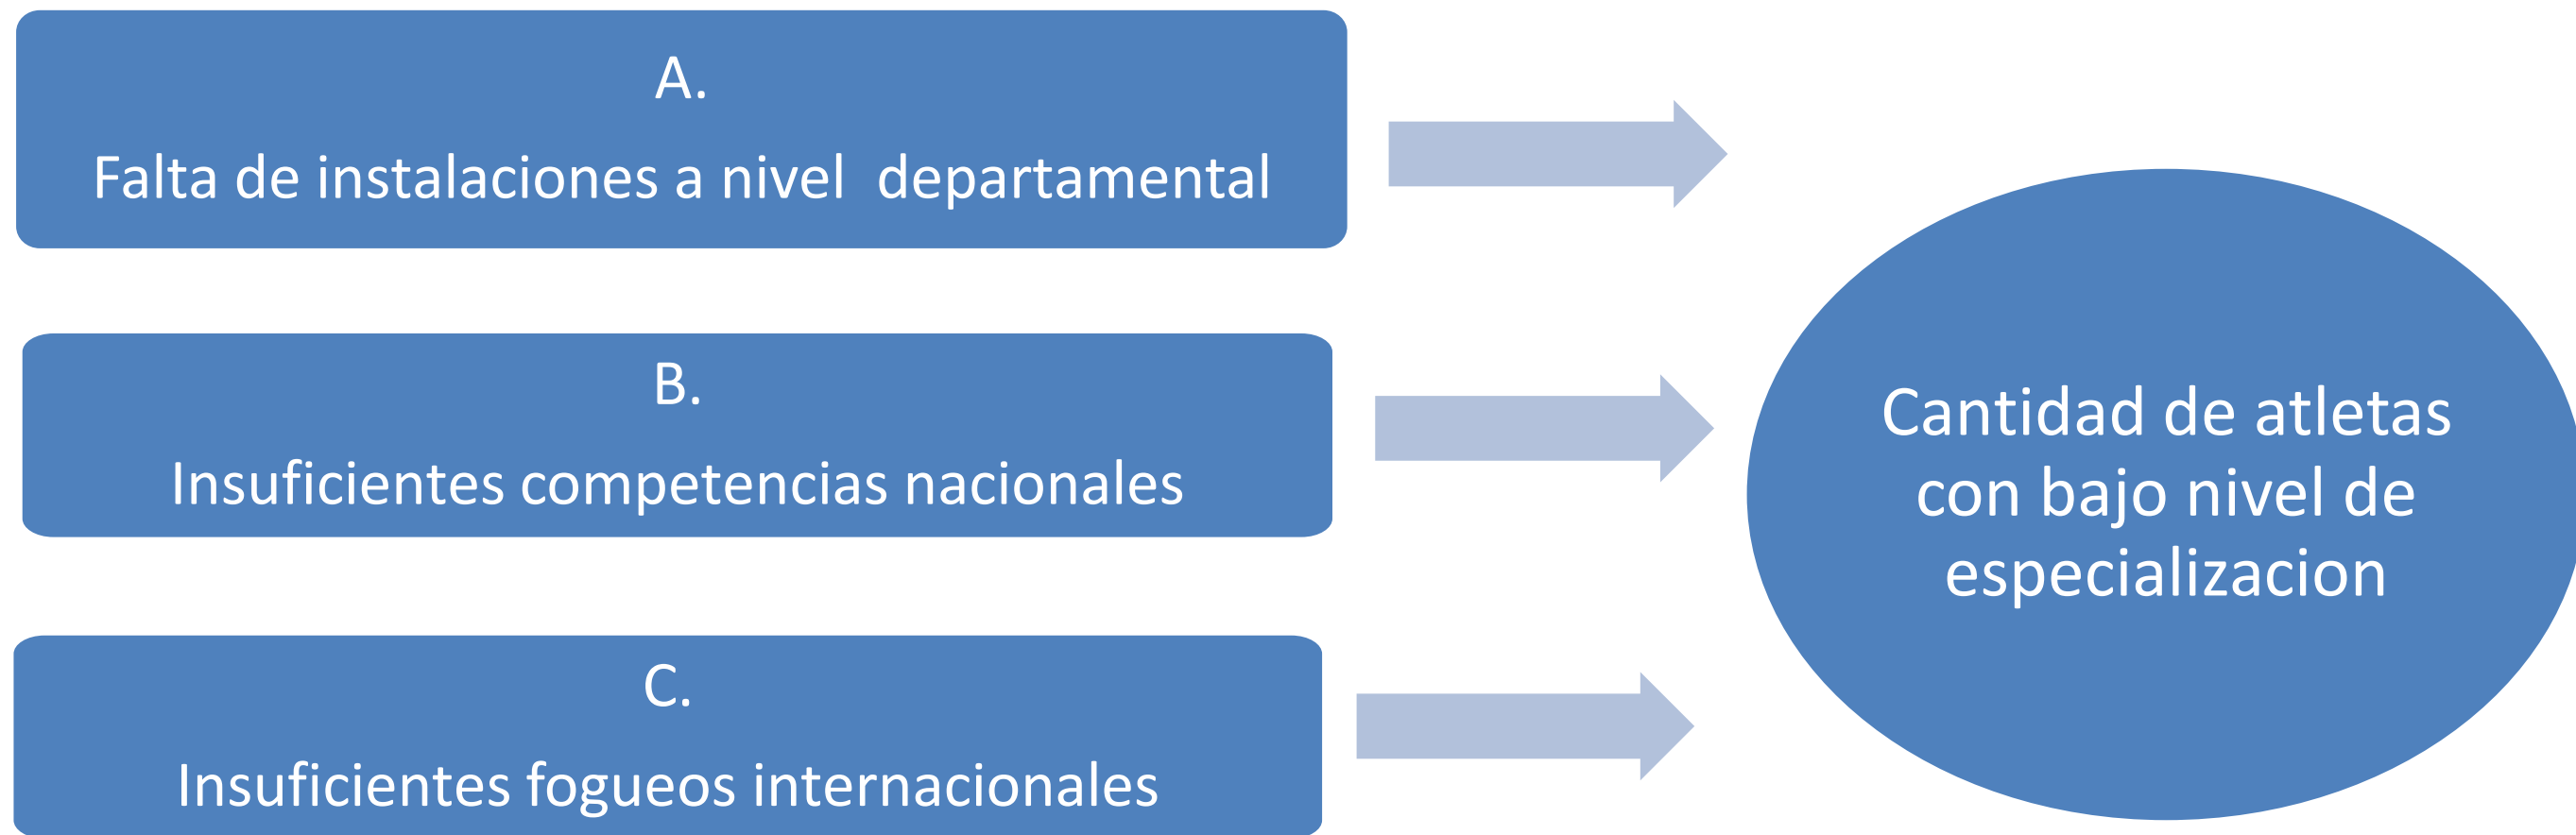 A.
Falta de instalaciones a nivel  departamental
B.
Insuficientes competencias nacionales
C.
Insuficientes fogueos internacionales
Cantidad de atletas
con bajo nivel de
especializacion